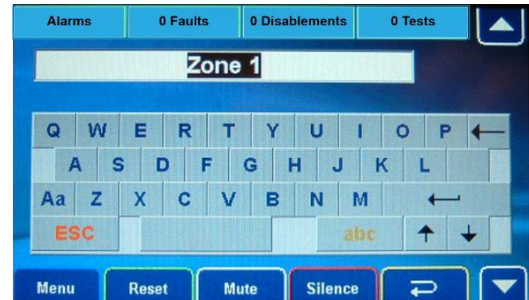 Alarms 0 Faults 0 Disablements 0 Tests
Zone 1
Q W E R T Y U I O P
A S D F G H J K L
Aa Z X C V B N M
ESC abc
Menu Reset Mute Silence